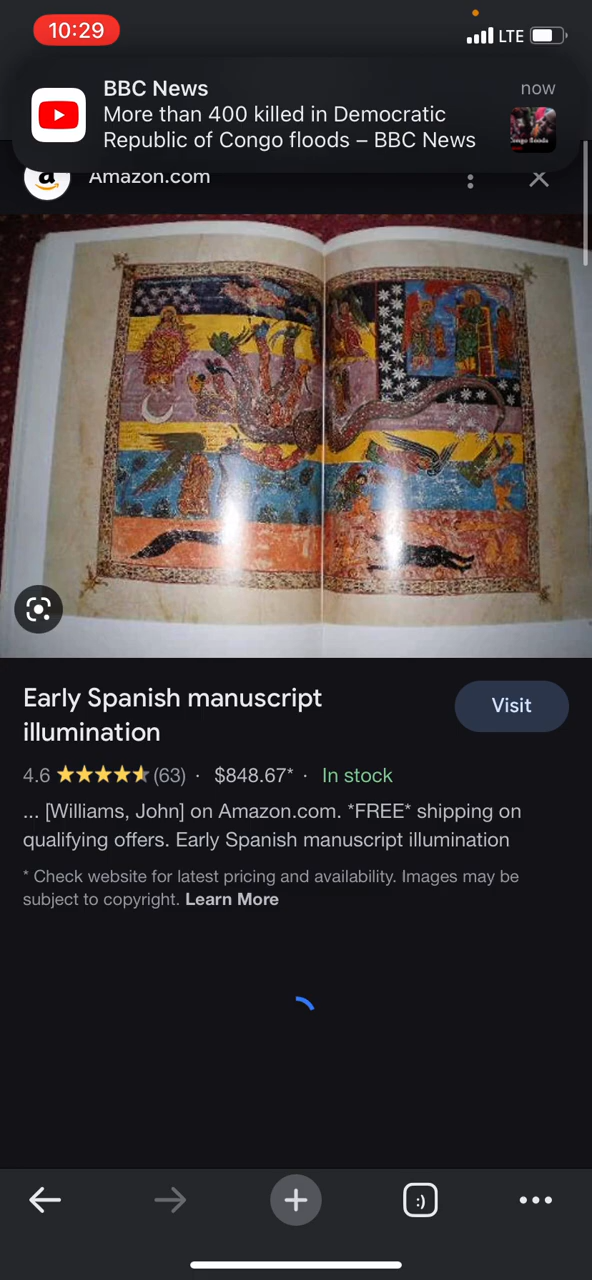 10:29
LTE
BBC News
now
More than 400 killed in Democratic
Republic of Congo floods – BBC News
Amazon.com
Early Spanish manuscript
illumination
Visit
4.6 (63) · $848.67* · In stock
... [Williams, John] on Amazon.com. *FREE* shipping on
qualifying offers. Early Spanish manuscript illumination
* Check website for latest pricing and availability. Images may be
subject to copyright. Learn More
:)